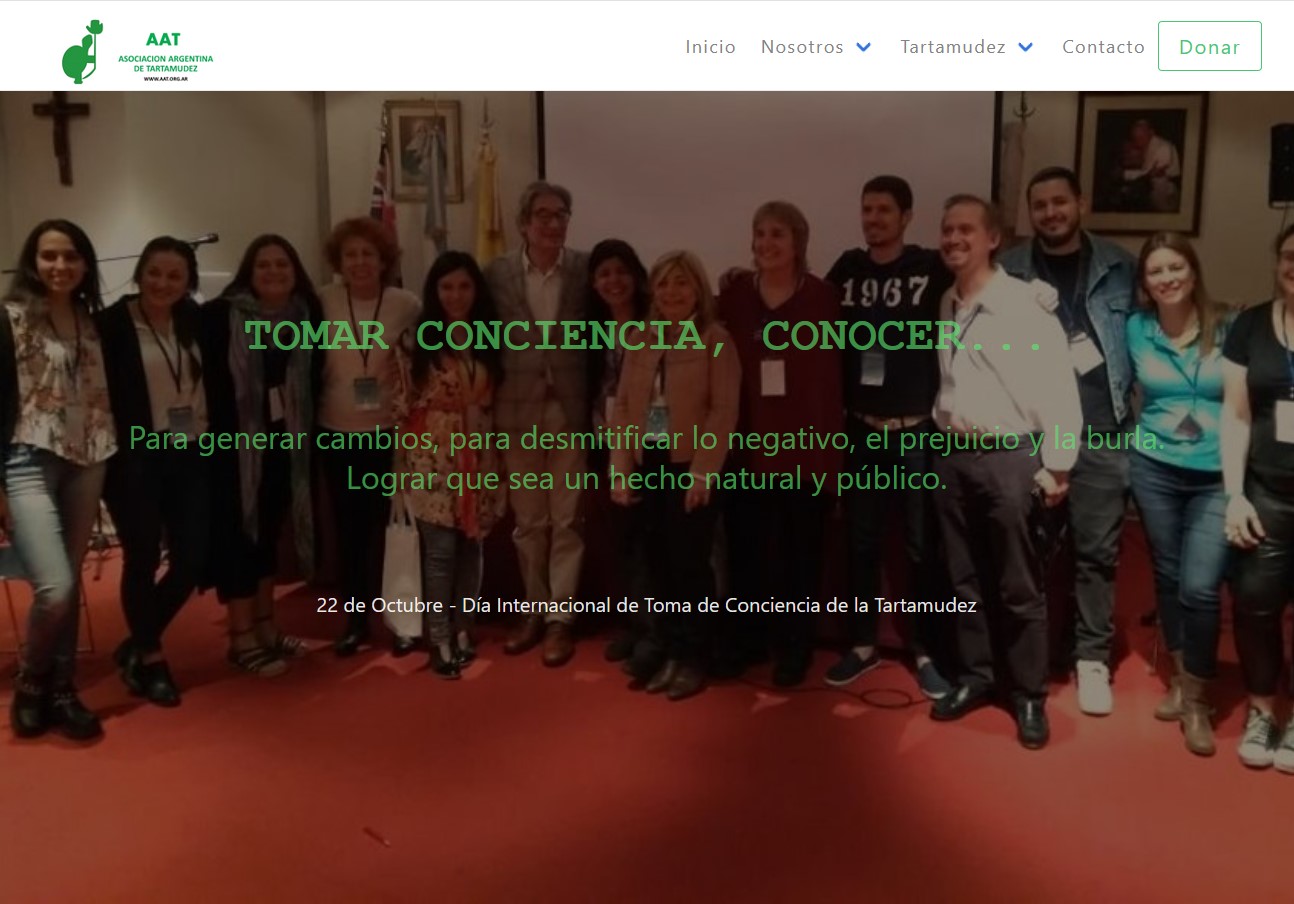 AAT
ASOCIACION ARGENTINA
DE TARTAMUDEZ
WWW.AAT.ORG.AR
Inicio Nosotros Tartamudez Contacto Donar
1967
TOMAR CONCIENCIA, CONOCER...
Para generar cambios, para desmitificar lo negativo, el prejuicio y la burla.
Lograr que sea un hecho natural y público.
22 de Octubre - Día Internacional de Toma de Conciencia de la Tartamudez